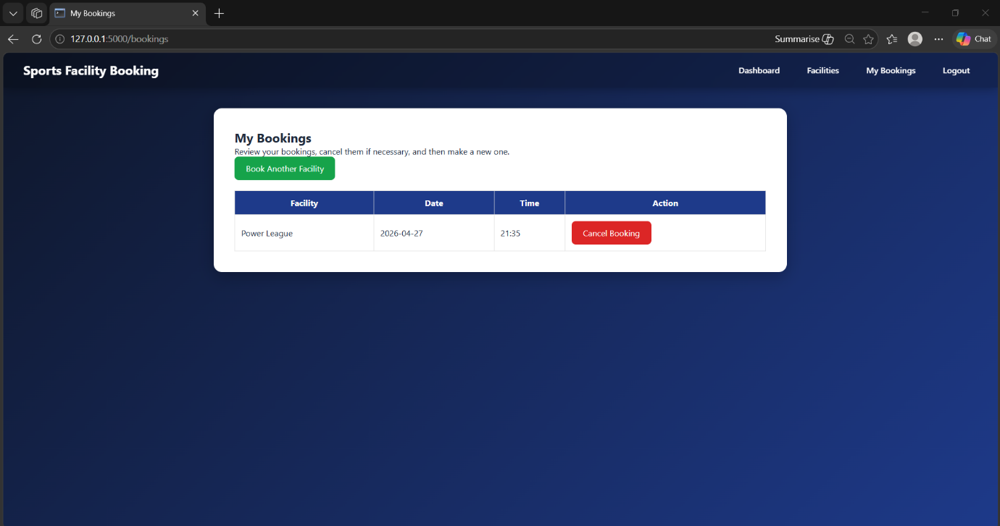 My Bookings
127.0.0.1:5000/bookings
Summarise
Chat
Sports Facility Booking
Dashboard Facilities My Bookings Logout
My Bookings
Review your bookings, cancel them if necessary, and then make a new one.
Book Another Facility
Facility Date Time Action
Power League 2026-04-27 21:35 Cancel Booking